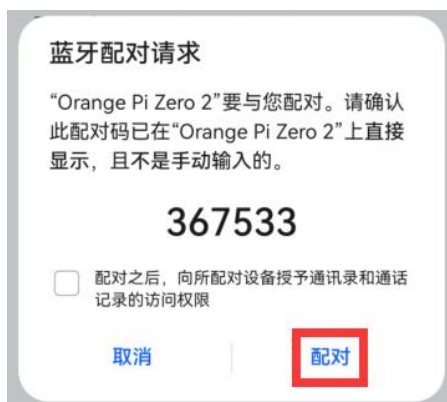 蓝牙配对请求
“Orange Pi Zero 2”要与您配对。请确认
此配对码已在“Orange Pi Zero 2”上直接
显示，且不是手动输入的。
367533
配对之后，向所配对设备授予通讯录和通话
记录的访问权限
取消
配对